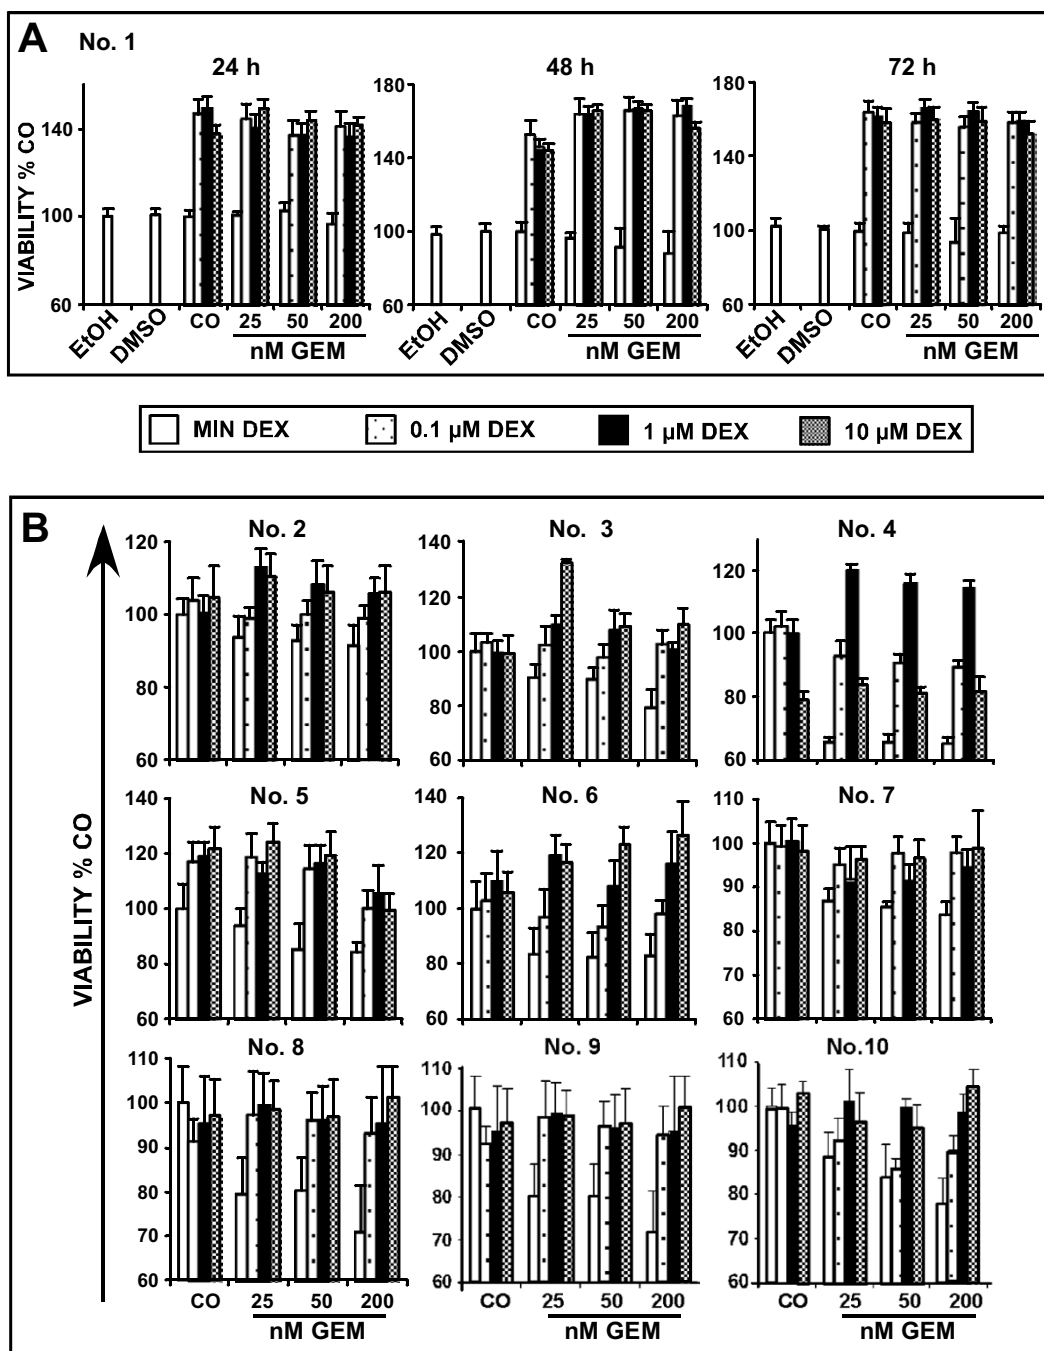 A No. 1
24 h 48 h 72 h
VIABILITY % CO
140
100
60
180
140
100
60
180
140
100
60
EtOH DMSO CO 25 50 200
nM GEM
EtOH DMSO CO 25 50 200
nM GEM
EtOH DMSO CO 25 50 200
nM GEM
MIN DEX 0.1 µM DEX 1 µM DEX 10 µM DEX
B
VIABILITY % CO
No. 2
120
100
80
60
No. 3
140
120
100
80
60
No. 4
120
100
80
60
No. 5
140
120
100
80
60
No. 6
140
120
100
80
60
No. 7
110
100
90
80
70
60
No. 8
110
100
90
80
70
60
No. 9
110
100
90
80
70
60
No.10
110
100
90
80
70
60
CO 25 50 200
nM GEM
CO 25 50 200
nM GEM
CO 25 50 200
nM GEM